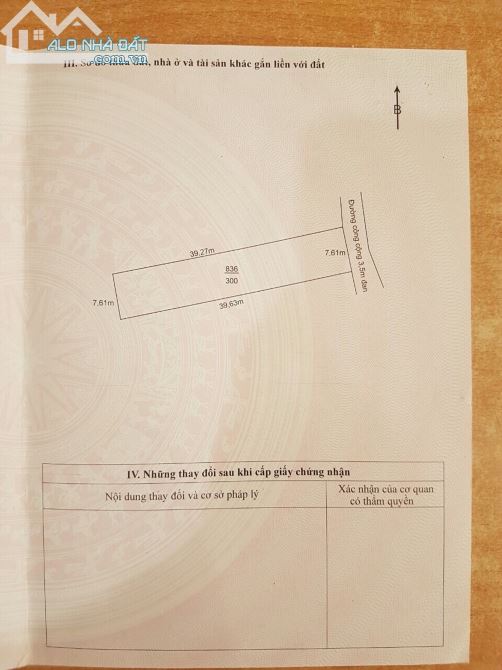 ALO NHÀ ĐẤT
.com.vn
III. Sơ đồ thửa đất, nhà ở và tài sản khác gắn liền với đất
B
39,27m
Đường công cộng 3,5m đan
7,61m
836
300
7,61m
39,63m
IV. Những thay đổi sau khi cấp giấy chứng nhận
Nội dung thay đổi và cơ sở pháp lý
Xác nhận của cơ quan
có thẩm quyền